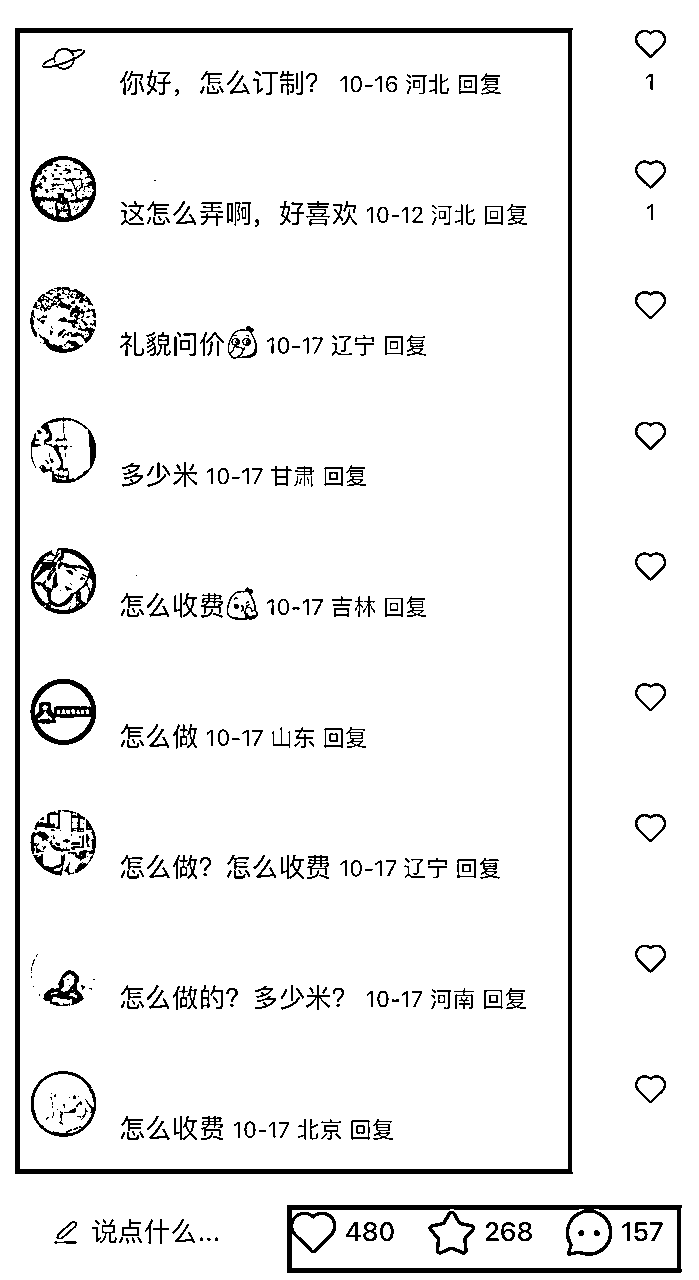 你好，怎么订制？ 10-16 河北 回复
1
这怎么弄啊，好喜欢 10-12 河北 回复
1
礼貌问价 10-17 辽宁 回复
多少米 10-17 甘肃 回复
怎么收费 10-17 吉林 回复
怎么做 10-17 山东 回复
怎么做？怎么收费 10-17 辽宁 回复
怎么做的？多少米？ 10-17 河南 回复
怎么收费 10-17 北京 回复
说点什么... 480 268 157